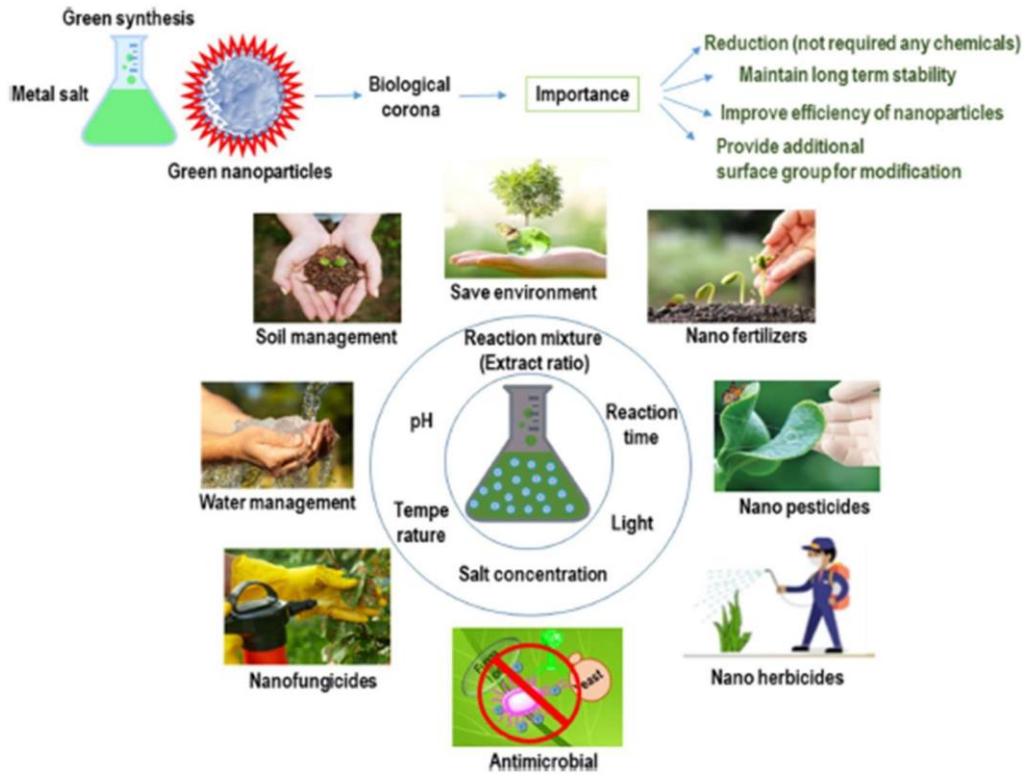 Green synthesis
Metal salt
Green nanoparticles
Biological
corona
Importance
Reduction (not required any chemicals)
Maintain long term stability
Improve efficiency of nanoparticles
Provide additional
surface group for modification
Save environment
Soil management
Nano fertilizers
Reaction mixture
(Extract ratio)
pH
Reaction
time
Water management
Nano pesticides
Tempe
rature
Light
Salt concentration
Nanofungicides
Nano herbicides
Yeast
Antimicrobial